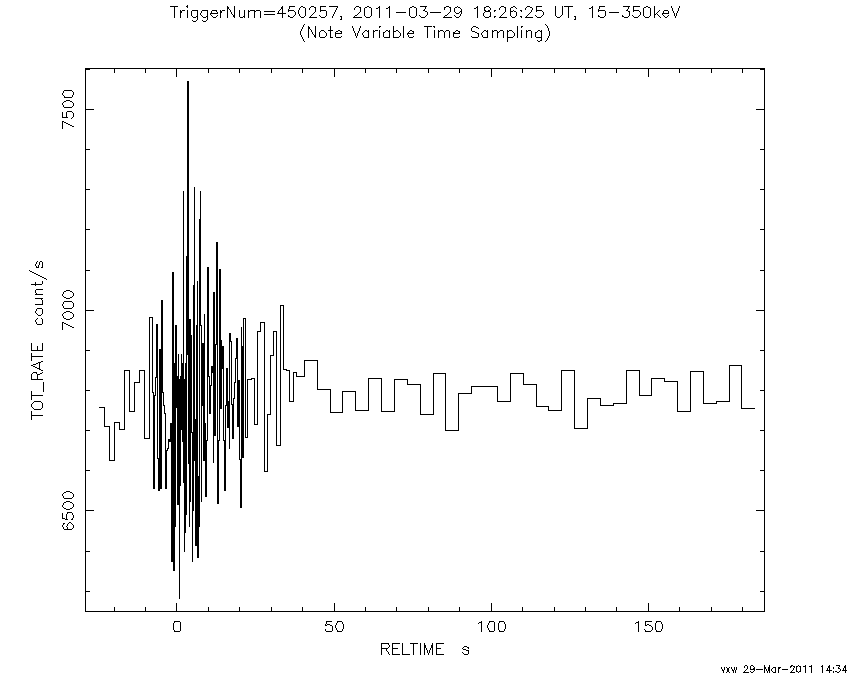 TriggerNum=450257, 2011-03-29 18:26:25 UT, 15-350keV
(Note Variable Time Sampling)
TOT_RATE count/s
7500
7000
6500
0 50 100 150
RELTIME s
vxw 29-Mar-2011 14:34